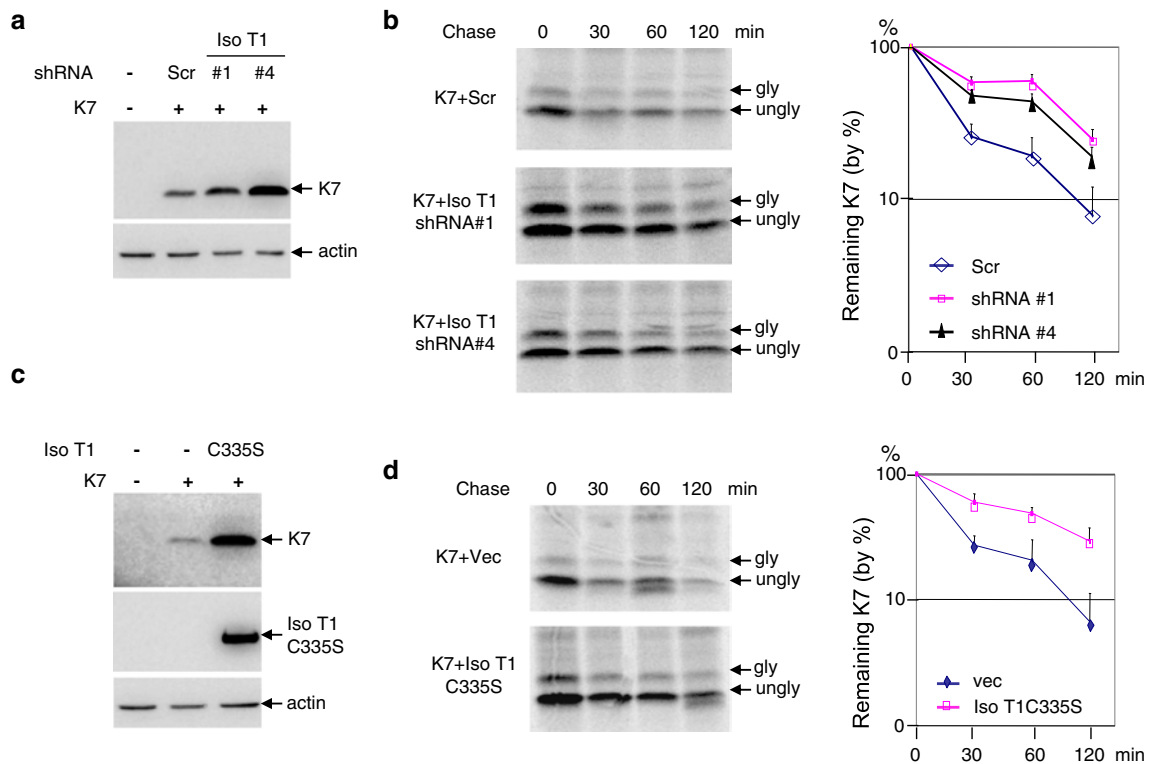 a
Iso T1
shRNA - Scr #1 #4
K7 - + + +
K7
actin
b
Chase 0 30 60 120 min
K7+Scr
gly
ungly
K7+Iso T1
shRNA#1
gly
ungly
K7+Iso T1
shRNA#4
gly
ungly
%
100
10
0
Remaining K7 (by %)
Scr
shRNA #1
shRNA #4
0 30 60 120 min
c
Iso T1 - - C335S
K7 - + +
K7
Iso T1
C335S
actin
d
Chase 0 30 60 120 min
K7+Vec
gly
ungly
K7+Iso T1
C335S
gly
ungly
%
100
10
0
Remaining K7 (by %)
vec
Iso T1C335S
0 30 60 120 min